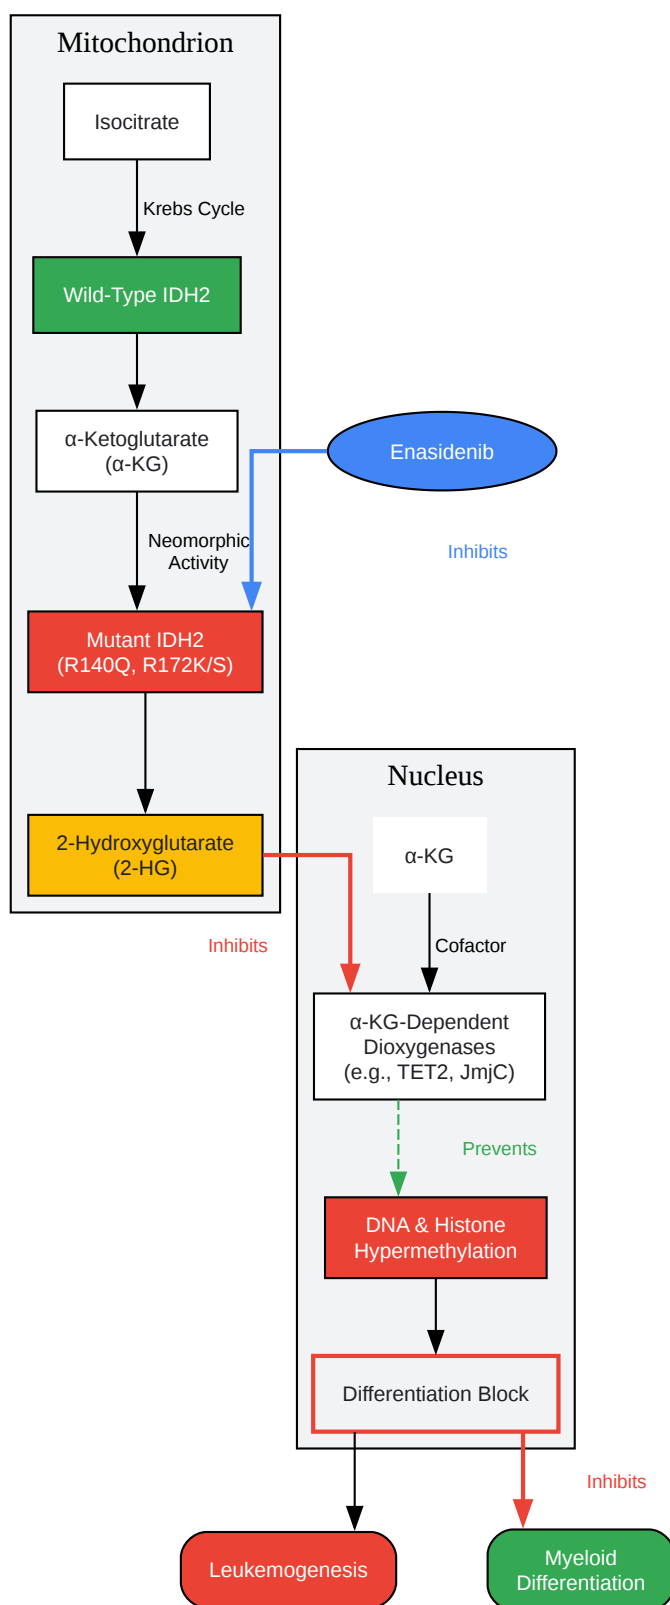 Mitochondrion
Isocitrate
Krebs Cycle
Wild-Type IDH2
α-Ketoglutarate
(α-KG)
Enasidenib
Neomorphic
Activity
Inhibits
Mutant IDH2
(R140Q, R172K/S)
Nucleus
2-Hydroxyglutarate
(2-HG)
α-KG
Inhibits
Cofactor
α-KG-Dependent
Dioxygenases
(e.g., TET2, JmjC)
Prevents
DNA & Histone
Hypermethylation
Differentiation Block
Inhibits
Leukemogenesis
Myeloid
Differentiation